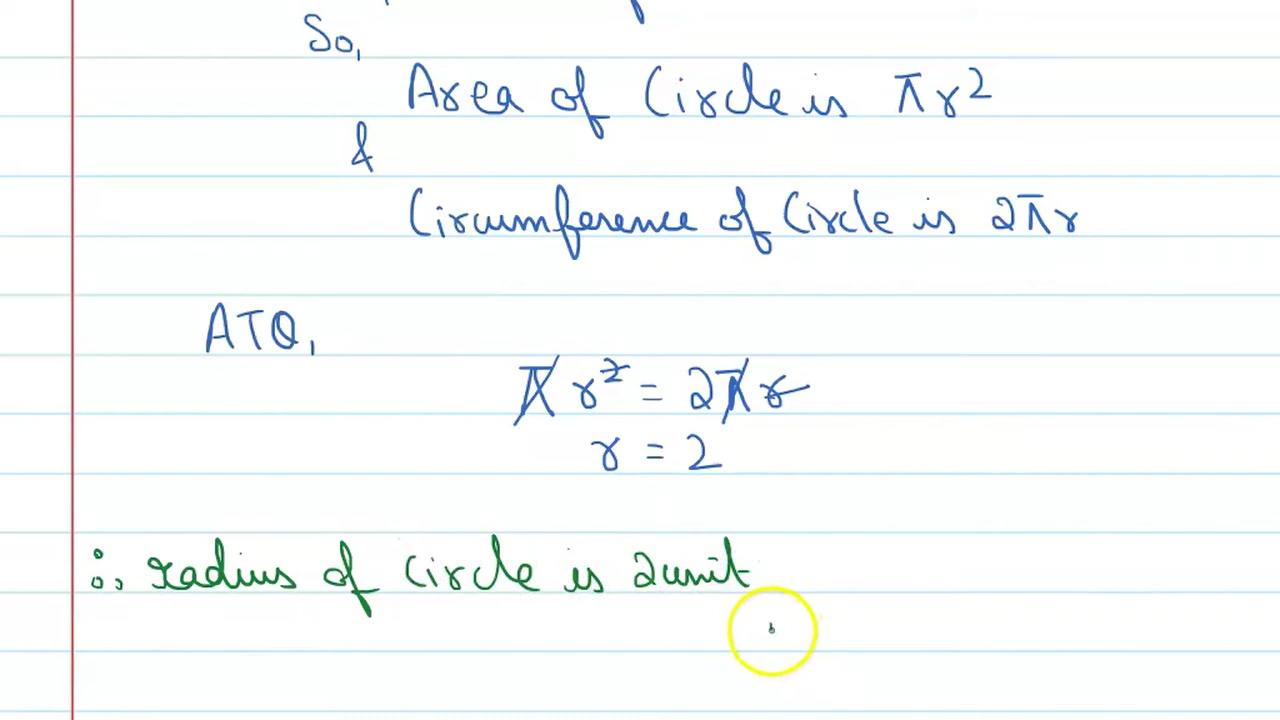 So,
Area of Circle is πr²
&
Circumference of Circle is 2πr
ATQ,
πr² = 2πr
r = 2
∴ radius of circle is 2unit